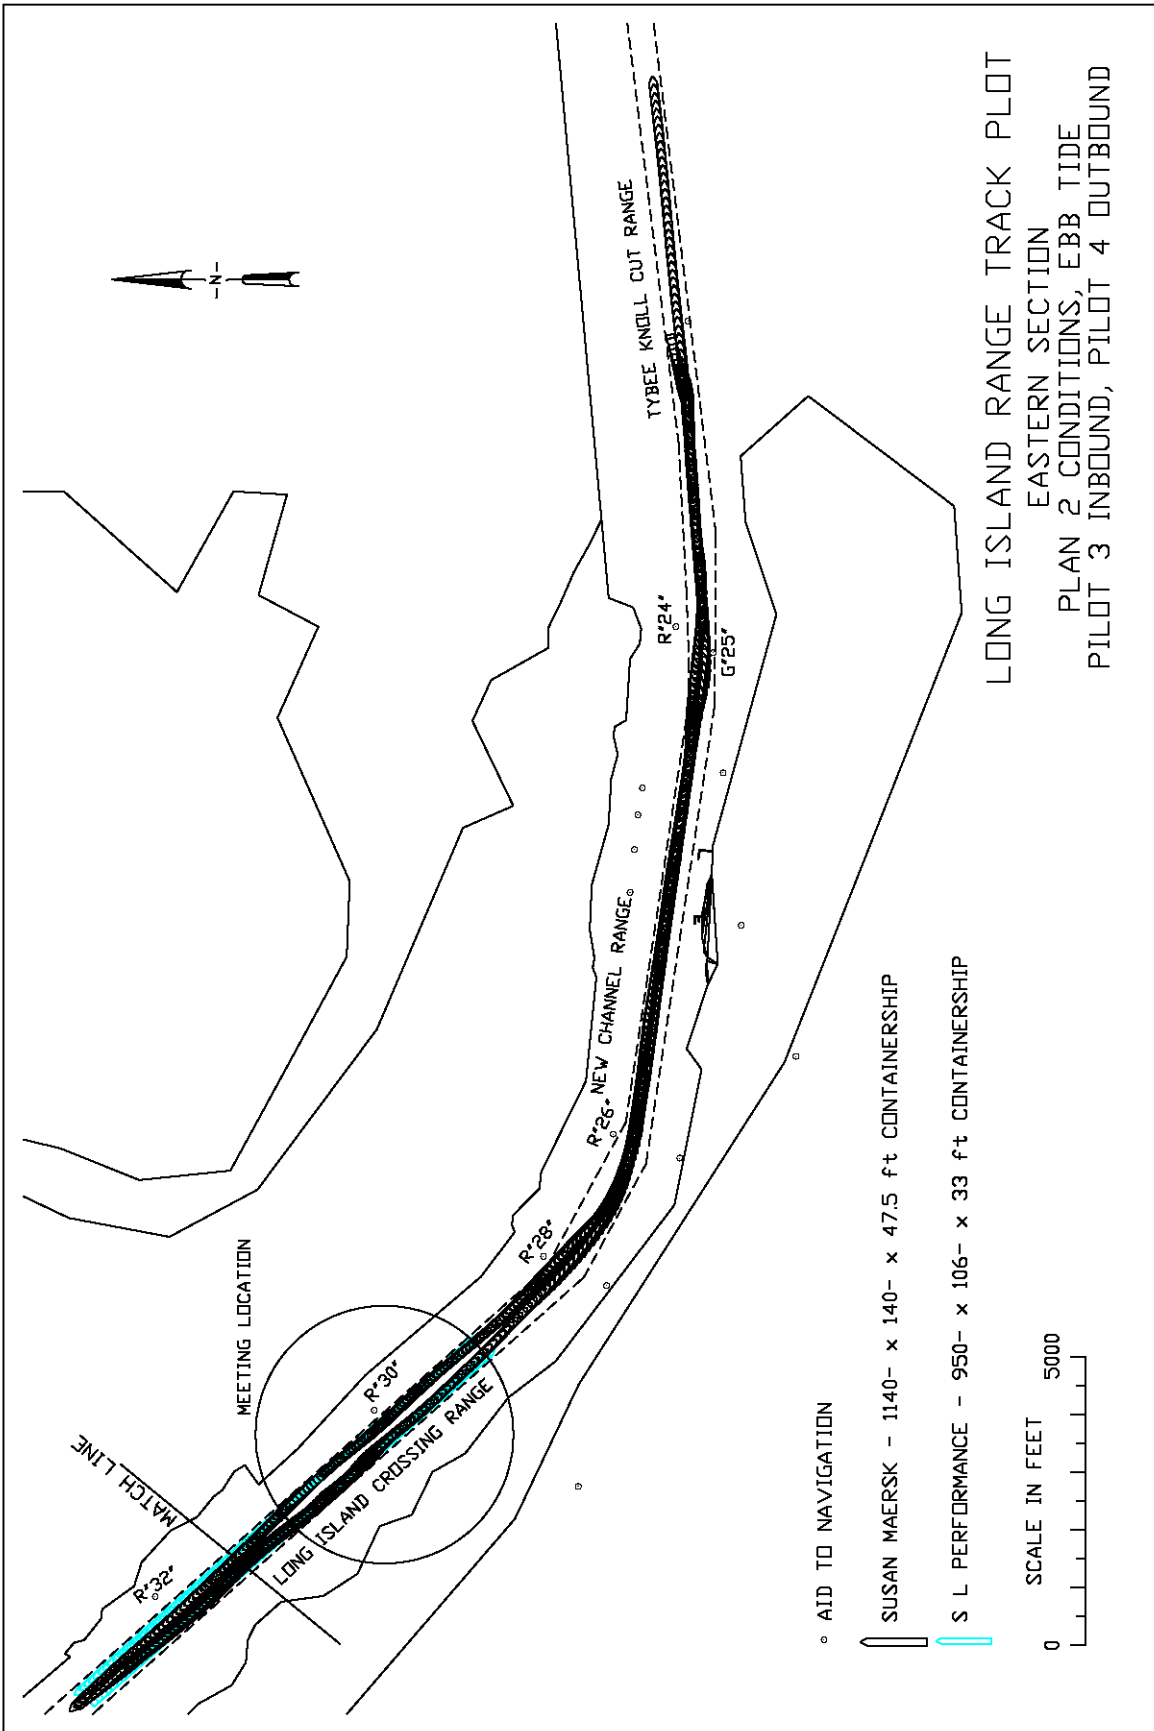 LONG ISLAND RANGE TRACK PLOT
EASTERN SECTION
PLAN 2 CONDITIONS, EBB TIDE
PILOT 3 INBOUND, PILOT 4 OUTBOUND
-N-
TYBEE KNOLL CUT RANGE
R"24"
G"25"
NEW CHANNEL RANGE
R"26"
R"28"
MEETING LOCATION
R"30"
LONG ISLAND CROSSING RANGE
MATCH LINE
R"32"
AID TO NAVIGATION
SUSAN MAERSK - 1140- x 140- x 47.5 ft CONTAINERSHIP
S L PERFORMANCE - 950- x 106- x 33 ft CONTAINERSHIP
SCALE IN FEET
0 5000